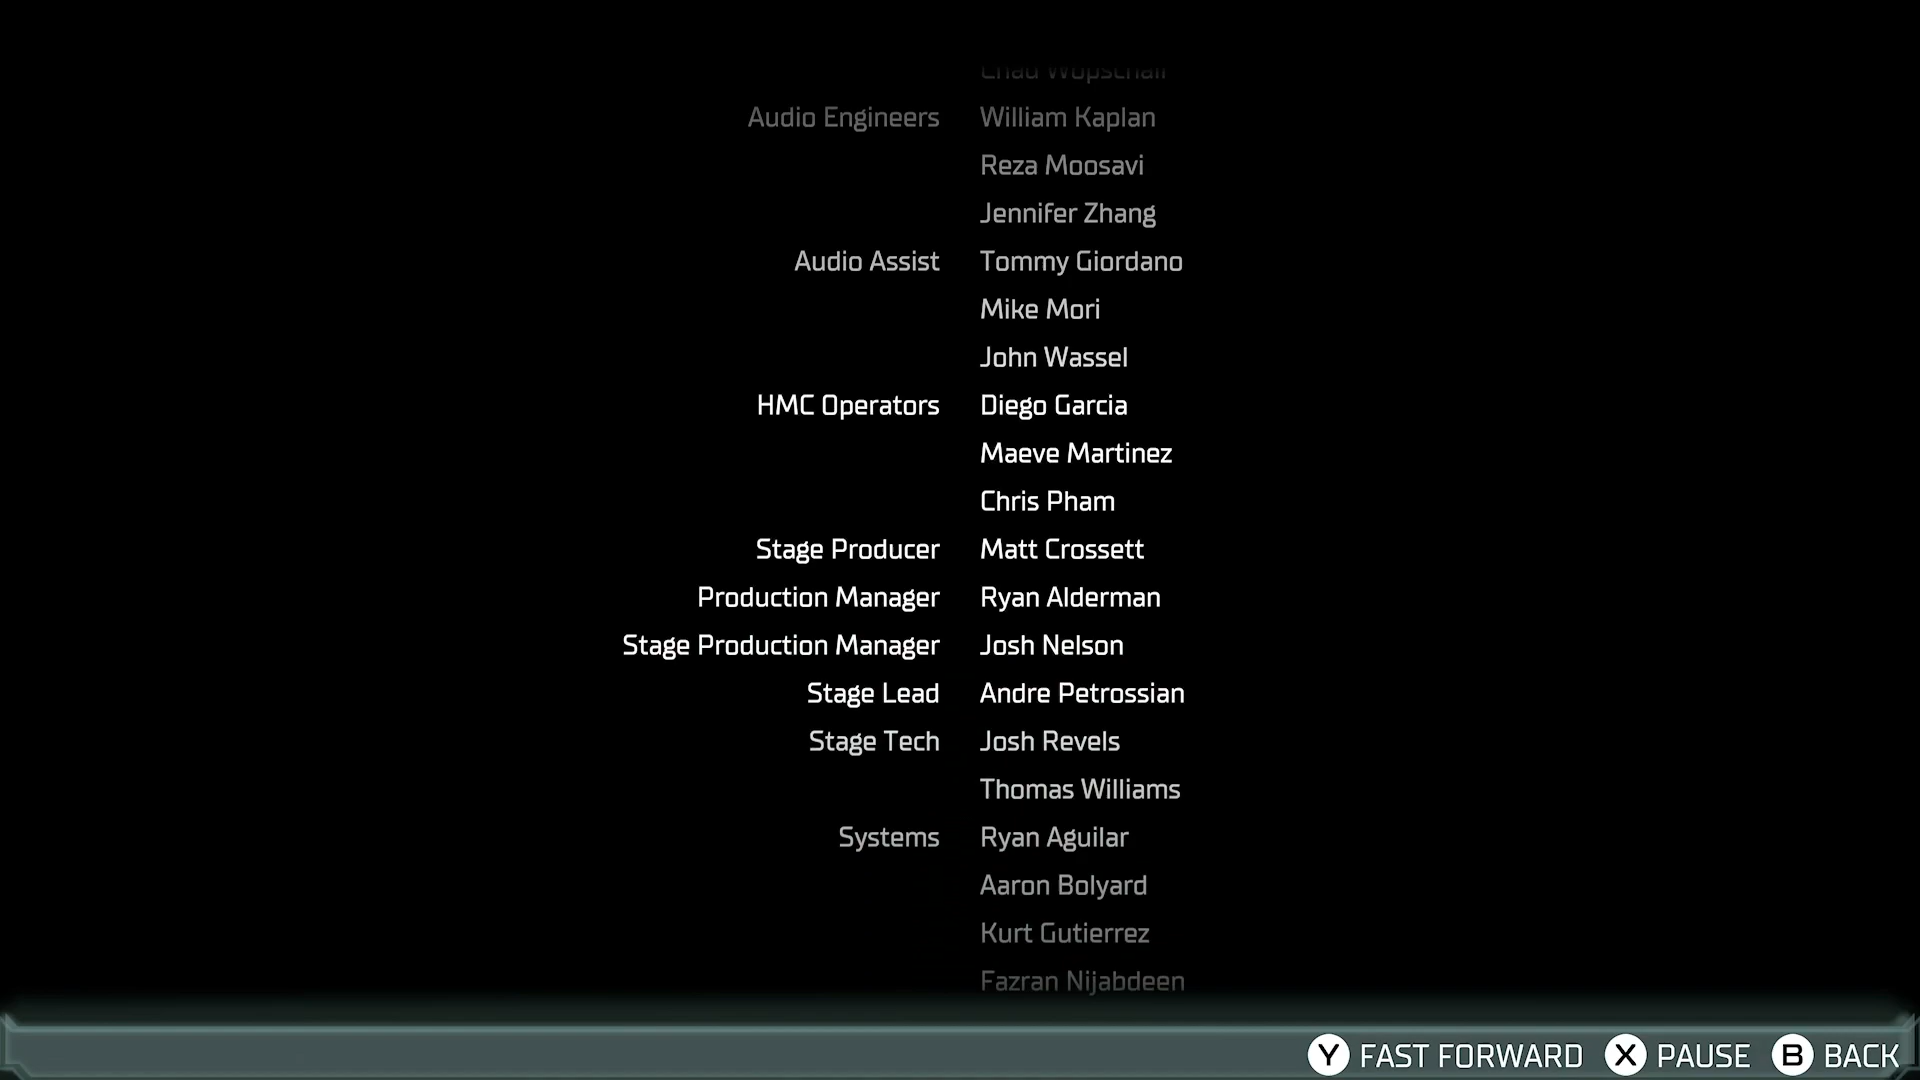 Audio Engineers William Kaplan
Reza Moosavi
Jennifer Zhang
Audio Assist Tommy Giordano
Mike Mori
John Wassel
HMC Operators Diego Garcia
Maeve Martinez
Chris Pham
Stage Producer Matt Crossett
Production Manager Ryan Alderman
Stage Production Manager Josh Nelson
Stage Lead Andre Petrossian
Stage Tech Josh Revels
Thomas Williams
Systems Ryan Aguilar
Aaron Bolyard
Kurt Gutierrez
Fazran Nijabdeen
Y FAST FORWARD X PAUSE B BACK